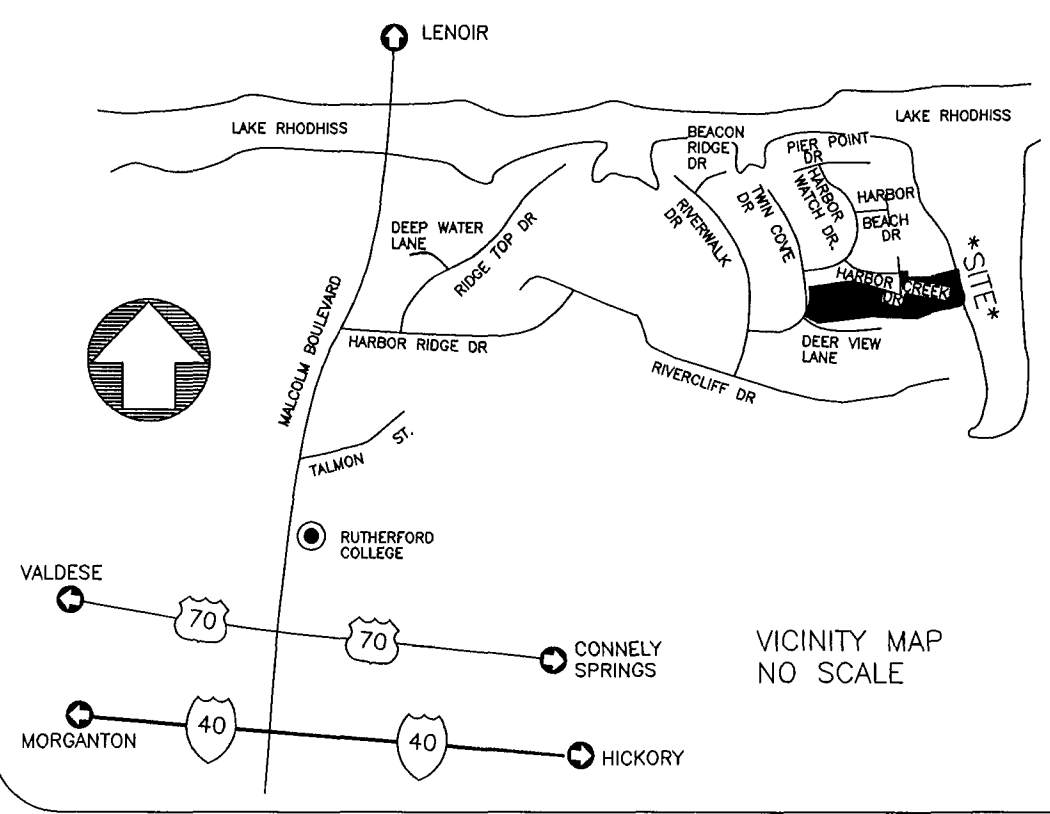 LENOIR
LAKE RHODHISS
LAKE RHODHISS
BEACON
RIDGE
DR
PIER POINT
DR
HARBOR
WATCH DR.
HARBOR
BEACH
DR
TWIN COVE
DR
RIVERWALK
DR
DEEP WATER
LANE
RIDGE TOP DR
*SITE*
HARBOR CREEK
DR
MALCOLM BOULEVARD
HARBOR RIDGE DR
DEER VIEW
LANE
RIVERCLIFF DR
TALMON ST.
RUTHERFORD
COLLEGE
VALDESE
70
70
CONNELY
SPRINGS
VICINITY MAP
NO SCALE
40
40
MORGANTON
HICKORY